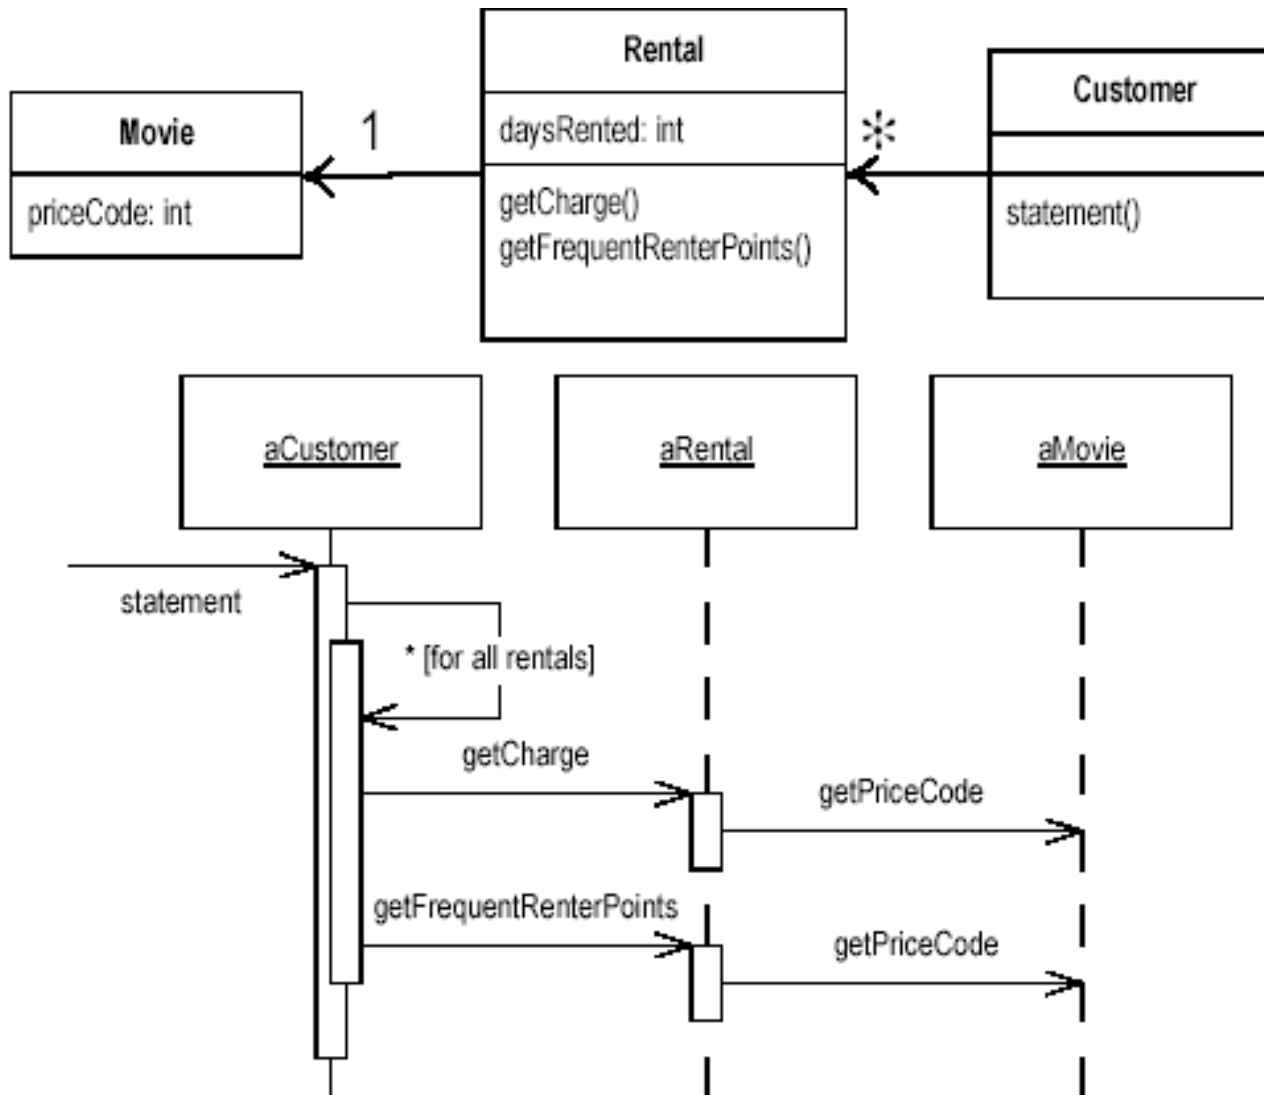 Movie
priceCode: int
1
Rental
daysRented: int
getCharge()
getFrequentRenterPoints()
*
Customer
statement()
aCustomer
aRental
aMovie
statement
* [for all rentals]
getCharge
getPriceCode
getFrequentRenterPoints
getPriceCode